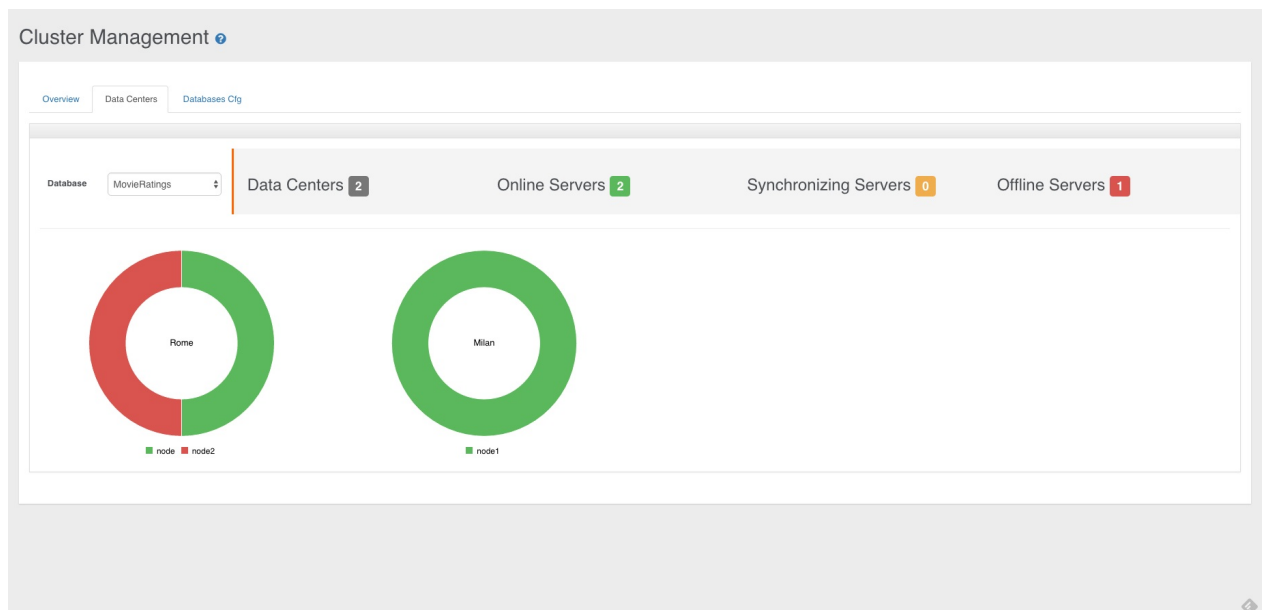 Cluster Management
Overview Data Centers Databases Cfg
Database MovieRatings Data Centers 2 Online Servers 2 Synchronizing Servers 0 Offline Servers 1
Rome Milan
node node2 node1